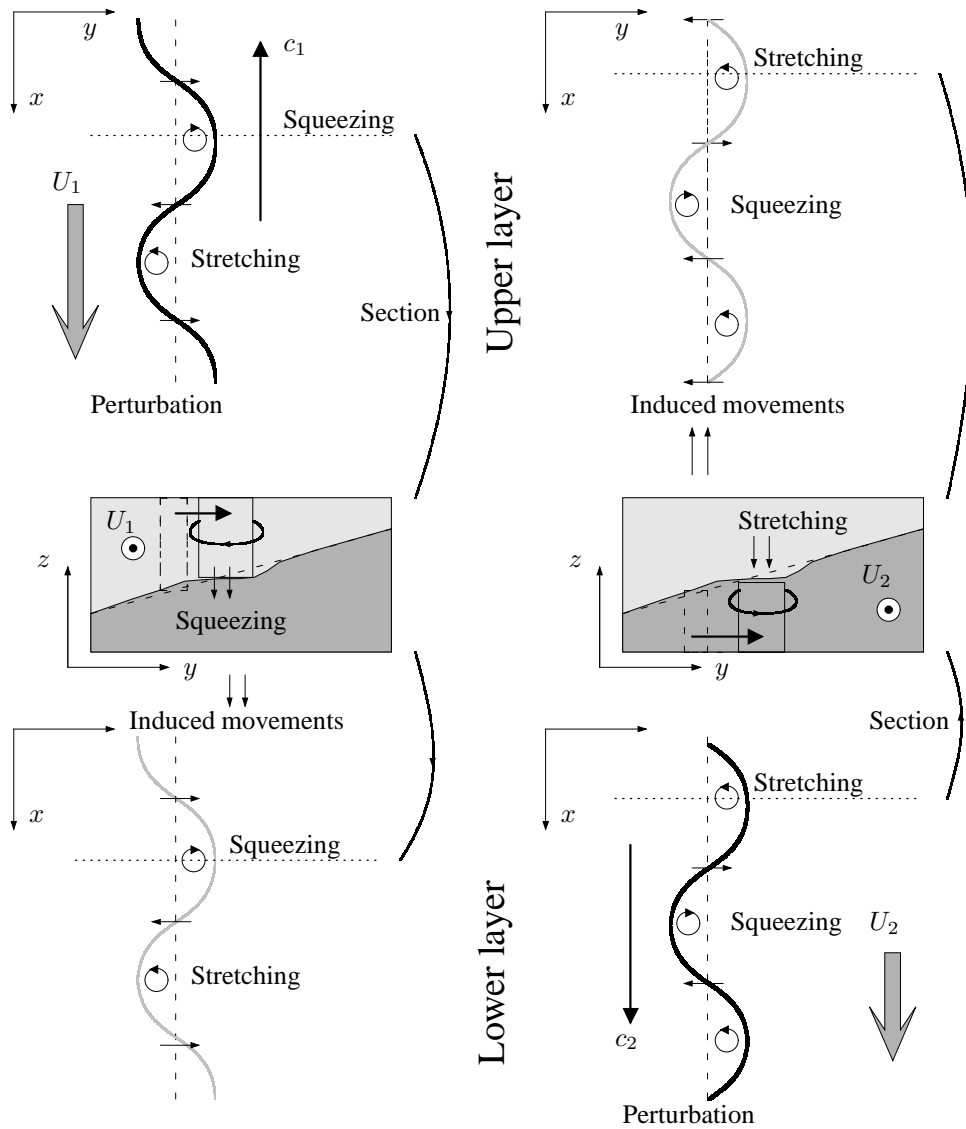 y
x
c₁
Squeezing
U₁
Stretching
Section
Perturbation
Upper layer
y
x
Stretching
Squeezing
Induced movements
U₁
z
Squeezing
y
Stretching
z
U₂
y
Induced movements
x
Squeezing
Stretching
Lower layer
Section
x
Stretching
Squeezing
U₂
c₂
Perturbation